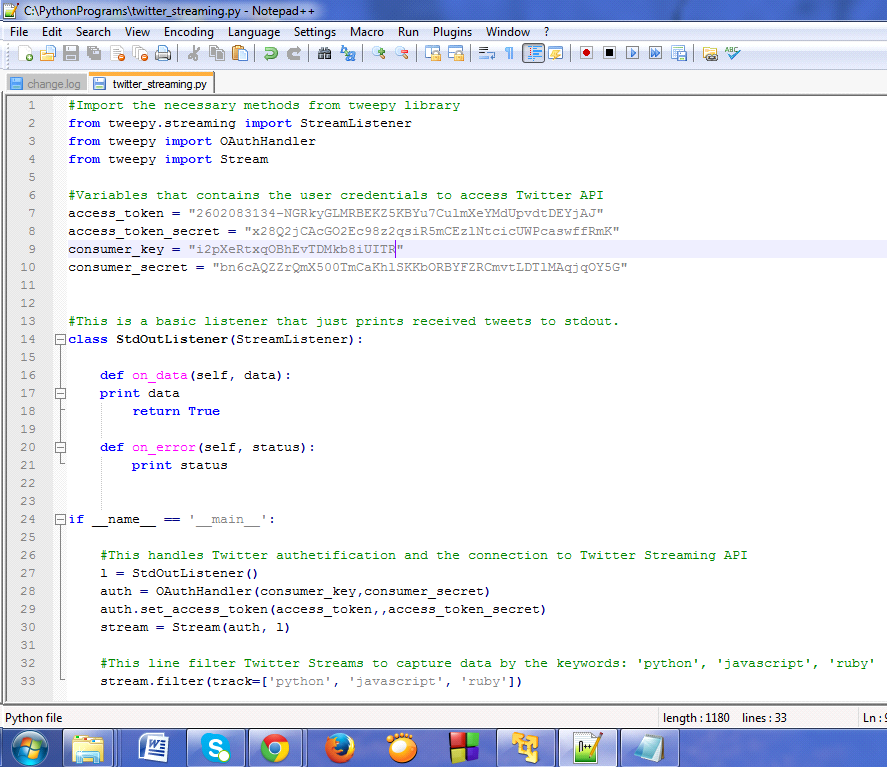 C:\PythonPrograms\twitter_streaming.py - Notepad++
File Edit Search View Encoding Language Settings Macro Run Plugins Window ?
change.log twitter_streaming.py
1 #Import the necessary methods from tweepy library
2 from tweepy.streaming import StreamListener
3 from tweepy import OAuthHandler
4 from tweepy import Stream
5
6 #Variables that contains the user credentials to access Twitter API
7 access_token = "2602083134-NGRkyGLMRBEKZ5KBYu7CulmXeYMdUpvdtDEYjAJ"
8 access_token_secret = "x28Q2jCAcGO2Ec98z2qsiR5mCEzlNtcicUWPcaswffRmK"
9 consumer_key = "i2pXeRtxqOBhEvTDMkb8iUITR"
10 consumer_secret = "bn6cAQZZrQmX500TmCaKhlSKKbORBYFZRCmvtLDTlMAqjqOY5G"
11
12
13 #This is a basic listener that just prints received tweets to stdout.
14 class StdOutListener(StreamListener):
15
16 def on_data(self, data):
17 print data
18 return True
19
20 def on_error(self, status):
21 print status
22
23
24 if __name__ == '__main__':
25
26 #This handles Twitter authetification and the connection to Twitter Streaming API
27 l = StdOutListener()
28 auth = OAuthHandler(consumer_key,consumer_secret)
29 auth.set_access_token(access_token,,access_token_secret)
30 stream = Stream(auth, l)
31
32 #This line filter Twitter Streams to capture data by the keywords: 'python', 'javascript', 'ruby'
33 stream.filter(track=['python', 'javascript', 'ruby'])
Python file length : 1180 lines : 33 Ln :